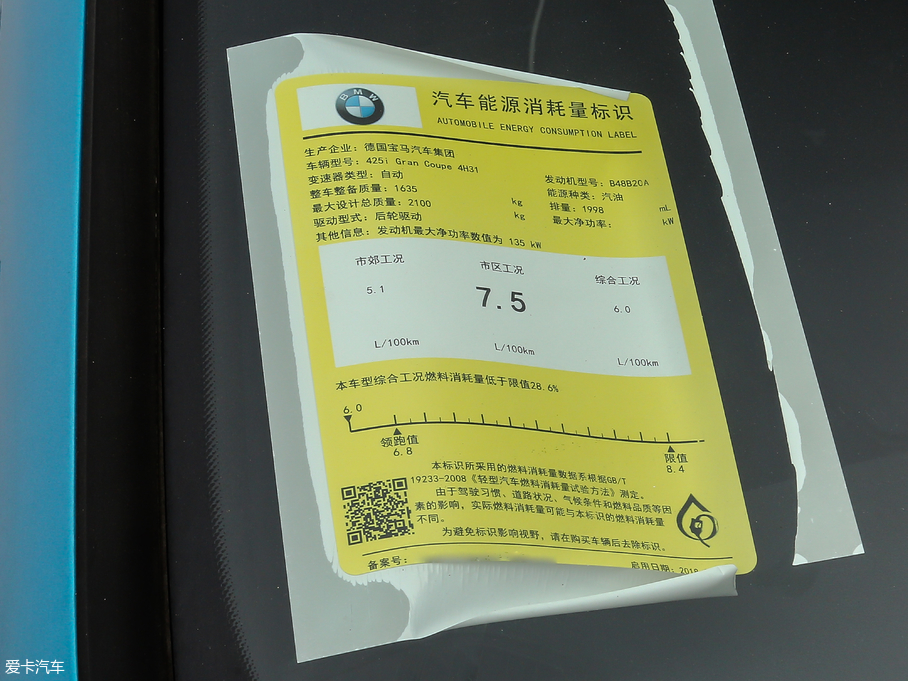 BMW
汽车能源消耗量标识
AUTOMOBILE ENERGY CONSUMPTION LABEL
生产企业: 德国宝马汽车集团
车辆型号: 425i Gran Coupe 4H31
变速器类型: 自动 发动机型号: B48B20A
整车整备质量: 1635 kg 能源种类: 汽油
最大设计总质量: 2100 kg 排量: 1998 mL
驱动型式: 后轮驱动 最大净功率: kW
其他信息: 发动机最大净功率数值为 135 kW
市郊工况 市区工况 综合工况
5.1 7.5 6.0
L/100km L/100km L/100km
本车型综合工况燃料消耗量低于限值28.6%
6.0
领跑值 限值
6.8 8.4
本标识所采用的燃料消耗量数据系根据GB/T
19233-2008《轻型汽车燃料消耗量试验方法》测定。
由于驾驶习惯、道路状况、气候条件和燃料品质等因
素的影响,实际燃料消耗量可能与本标识的燃料消耗量
不同。
为避免标识影响视野,请在购买车辆后去除标识。
备案号: 启用日期: 2018
爱卡汽车